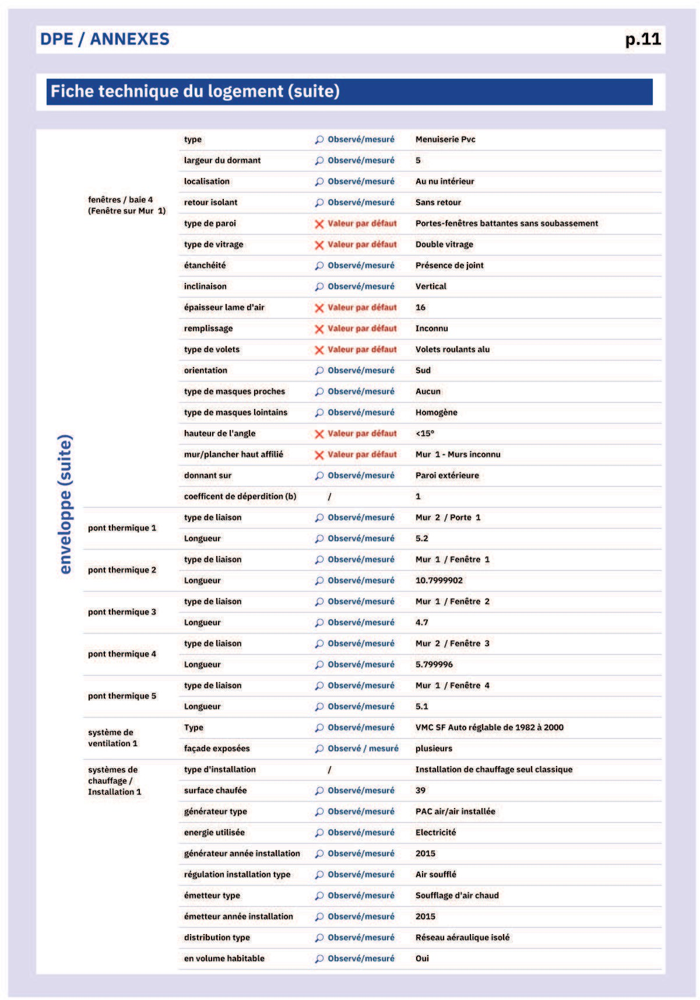 DPE / ANNEXES p.11
Fiche technique du logement (suite)
enveloppe (suite)
fenêtres / baie 4
(Fenêtre sur Mur 1)
type Observé/mesuré Menuiserie Pvc
largeur du dormant Observé/mesuré 5
localisation Observé/mesuré Au nu intérieur
retour isolant Observé/mesuré Sans retour
type de paroi Valeur par défaut Portes-fenêtres battantes sans soubassement
type de vitrage Valeur par défaut Double vitrage
étanchéité Observé/mesuré Présence de joint
inclinaison Observé/mesuré Vertical
épaisseur lame d'air Valeur par défaut 16
remplissage Valeur par défaut Inconnu
type de volets Valeur par défaut Volets roulants alu
orientation Observé/mesuré Sud
type de masques proches Observé/mesuré Aucun
type de masques lointains Observé/mesuré Homogène
hauteur de l'angle Valeur par défaut <15°
mur/plancher haut affilié Valeur par défaut Mur 1 - Murs inconnu
donnant sur Observé/mesuré Paroi extérieure
coefficent de déperdition (b) / 1
pont thermique 1
type de liaison Observé/mesuré Mur 2 / Porte 1
Longueur Observé/mesuré 5.2
pont thermique 2
type de liaison Observé/mesuré Mur 1 / Fenêtre 1
Longueur Observé/mesuré 10.7999902
pont thermique 3
type de liaison Observé/mesuré Mur 1 / Fenêtre 2
Longueur Observé/mesuré 4.7
pont thermique 4
type de liaison Observé/mesuré Mur 2 / Fenêtre 3
Longueur Observé/mesuré 5.799996
pont thermique 5
type de liaison Observé/mesuré Mur 1 / Fenêtre 4
Longueur Observé/mesuré 5.1
système de
ventilation 1
Type Observé/mesuré VMC SF Auto réglable de 1982 à 2000
façade exposées Observé / mesuré plusieurs
systèmes de
chauffage /
Installation 1
type d'installation / Installation de chauffage seul classique
surface chaufée Observé/mesuré 39
générateur type Observé/mesuré PAC air/air installée
energie utilisée Observé/mesuré Electricité
générateur année installation Observé/mesuré 2015
régulation installation type Observé/mesuré Air soufflé
émetteur type Observé/mesuré Soufflage d'air chaud
émetteur année installation Observé/mesuré 2015
distribution type Observé/mesuré Réseau aéraulique isolé
en volume habitable Observé/mesuré Oui